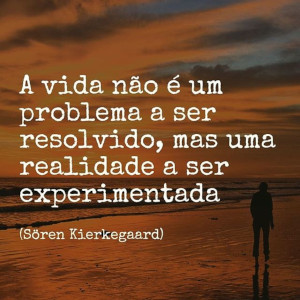 A vida não é um
problema a ser
resolvido, mas uma
realidade a ser
experimentada
(Sören Kierkegaard)